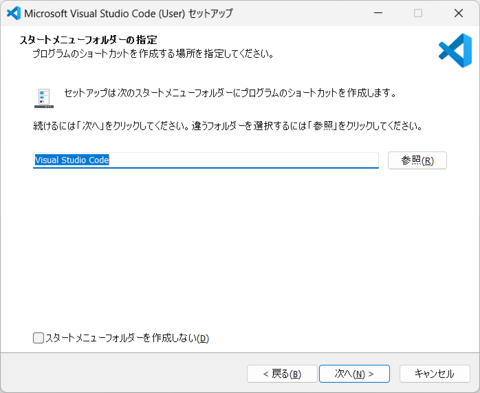 Microsoft Visual Studio Code (User) セットアップ
スタートメニューフォルダーの指定
プログラムのショートカットを作成する場所を指定してください。
セットアップは次のスタートメニューフォルダーにプログラムのショートカットを作成します。
続けるには「次へ」をクリックしてください。違うフォルダーを選択するには「参照」をクリックしてください。
Visual Studio Code
参照(R)
スタートメニューフォルダーを作成しない(D)
< 戻る(B)
次へ(N) >
キャンセル